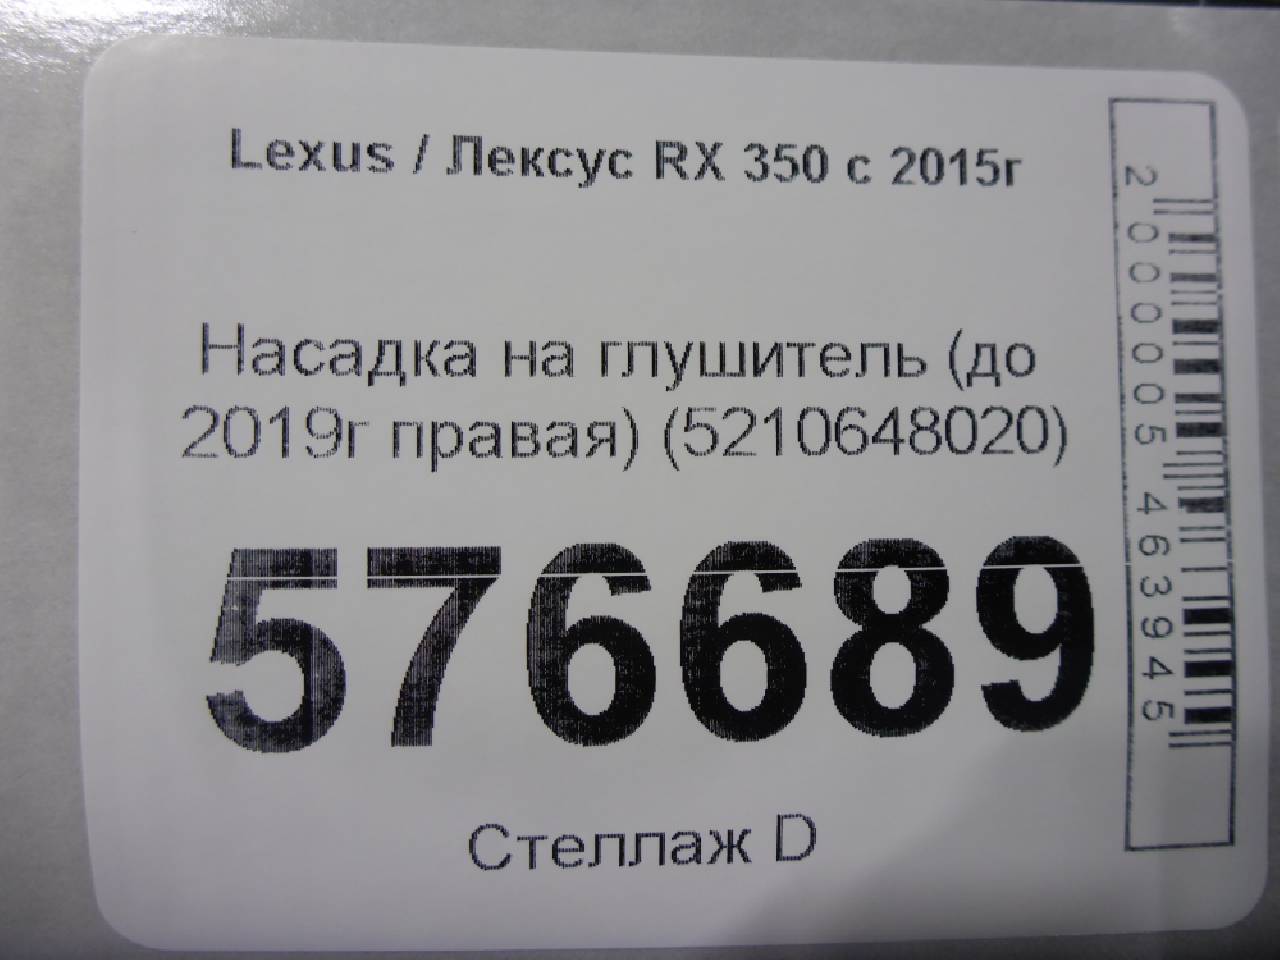 Lexus / Лексус RX 350 с 2015г
Насадка на глушитель (до
2019г правая) (5210648020)
576689
Стеллаж D
2000005463945